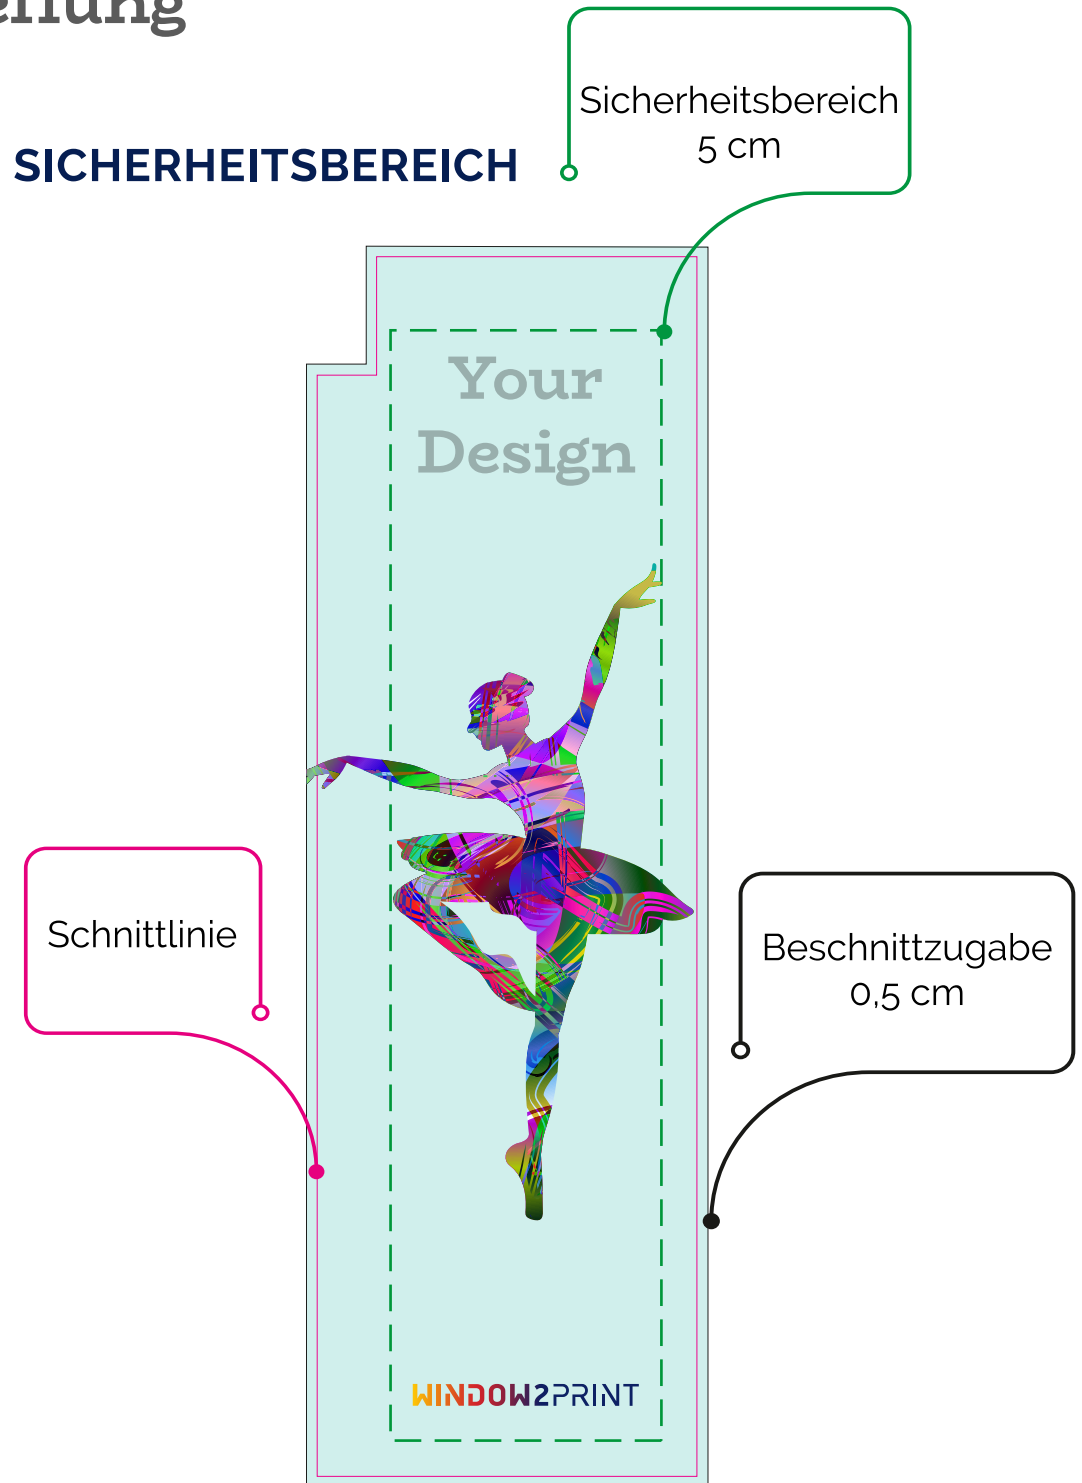 SICHERHEITSBEREICH
Sicherheitsbereich
5 cm
Your
Design
Schnittlinie
Beschnittzugabe
0,5 cm
WINDOW2PRINT